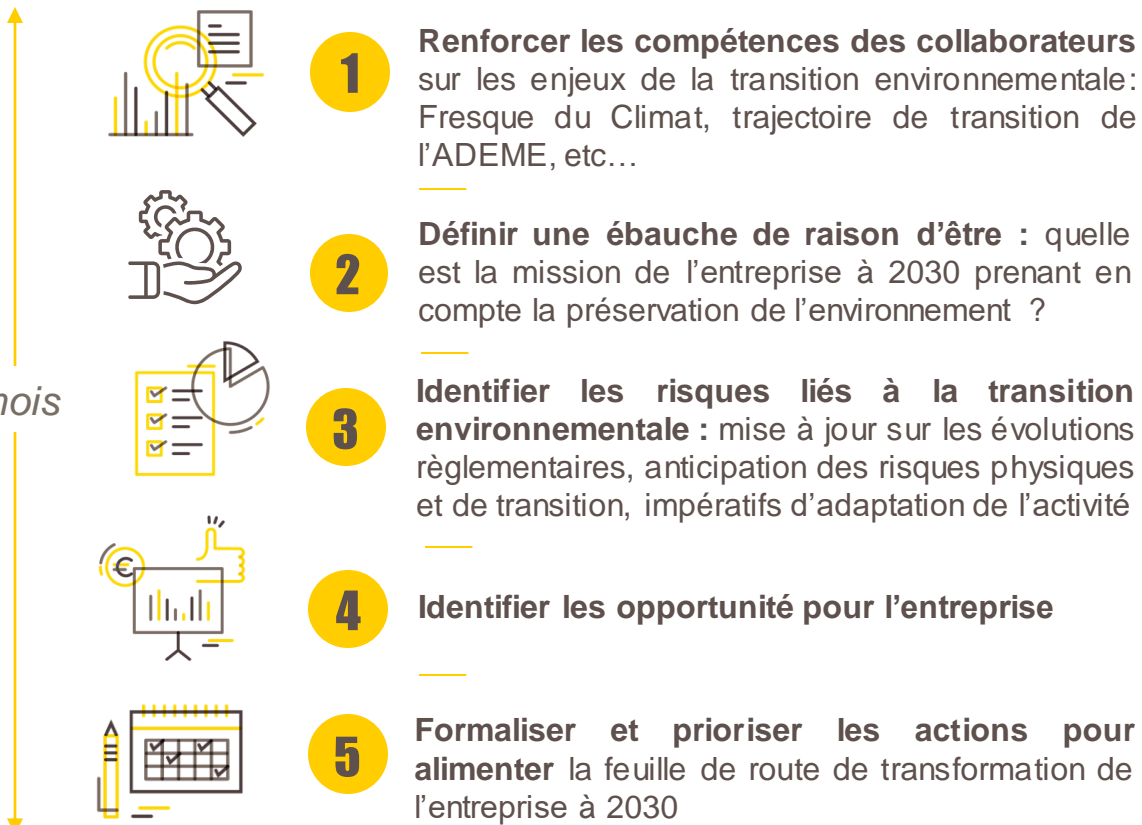 1
Renforcer les compétences des collaborateurs
sur les enjeux de la transition environnementale:
Fresque du Climat, trajectoire de transition de
l’ADEME, etc…
2
Définir une ébauche de raison d’être : quelle
est la mission de l’entreprise à 2030 prenant en
compte la préservation de l’environnement ?
3
Identifier les risques liés à la transition
environnementale : mise à jour sur les évolutions
règlementaires, anticipation des risques physiques
et de transition, impératifs d’adaptation de l’activité
4
Identifier les opportunité pour l’entreprise
5
Formaliser et prioriser les actions pour
alimenter la feuille de route de transformation de
l’entreprise à 2030